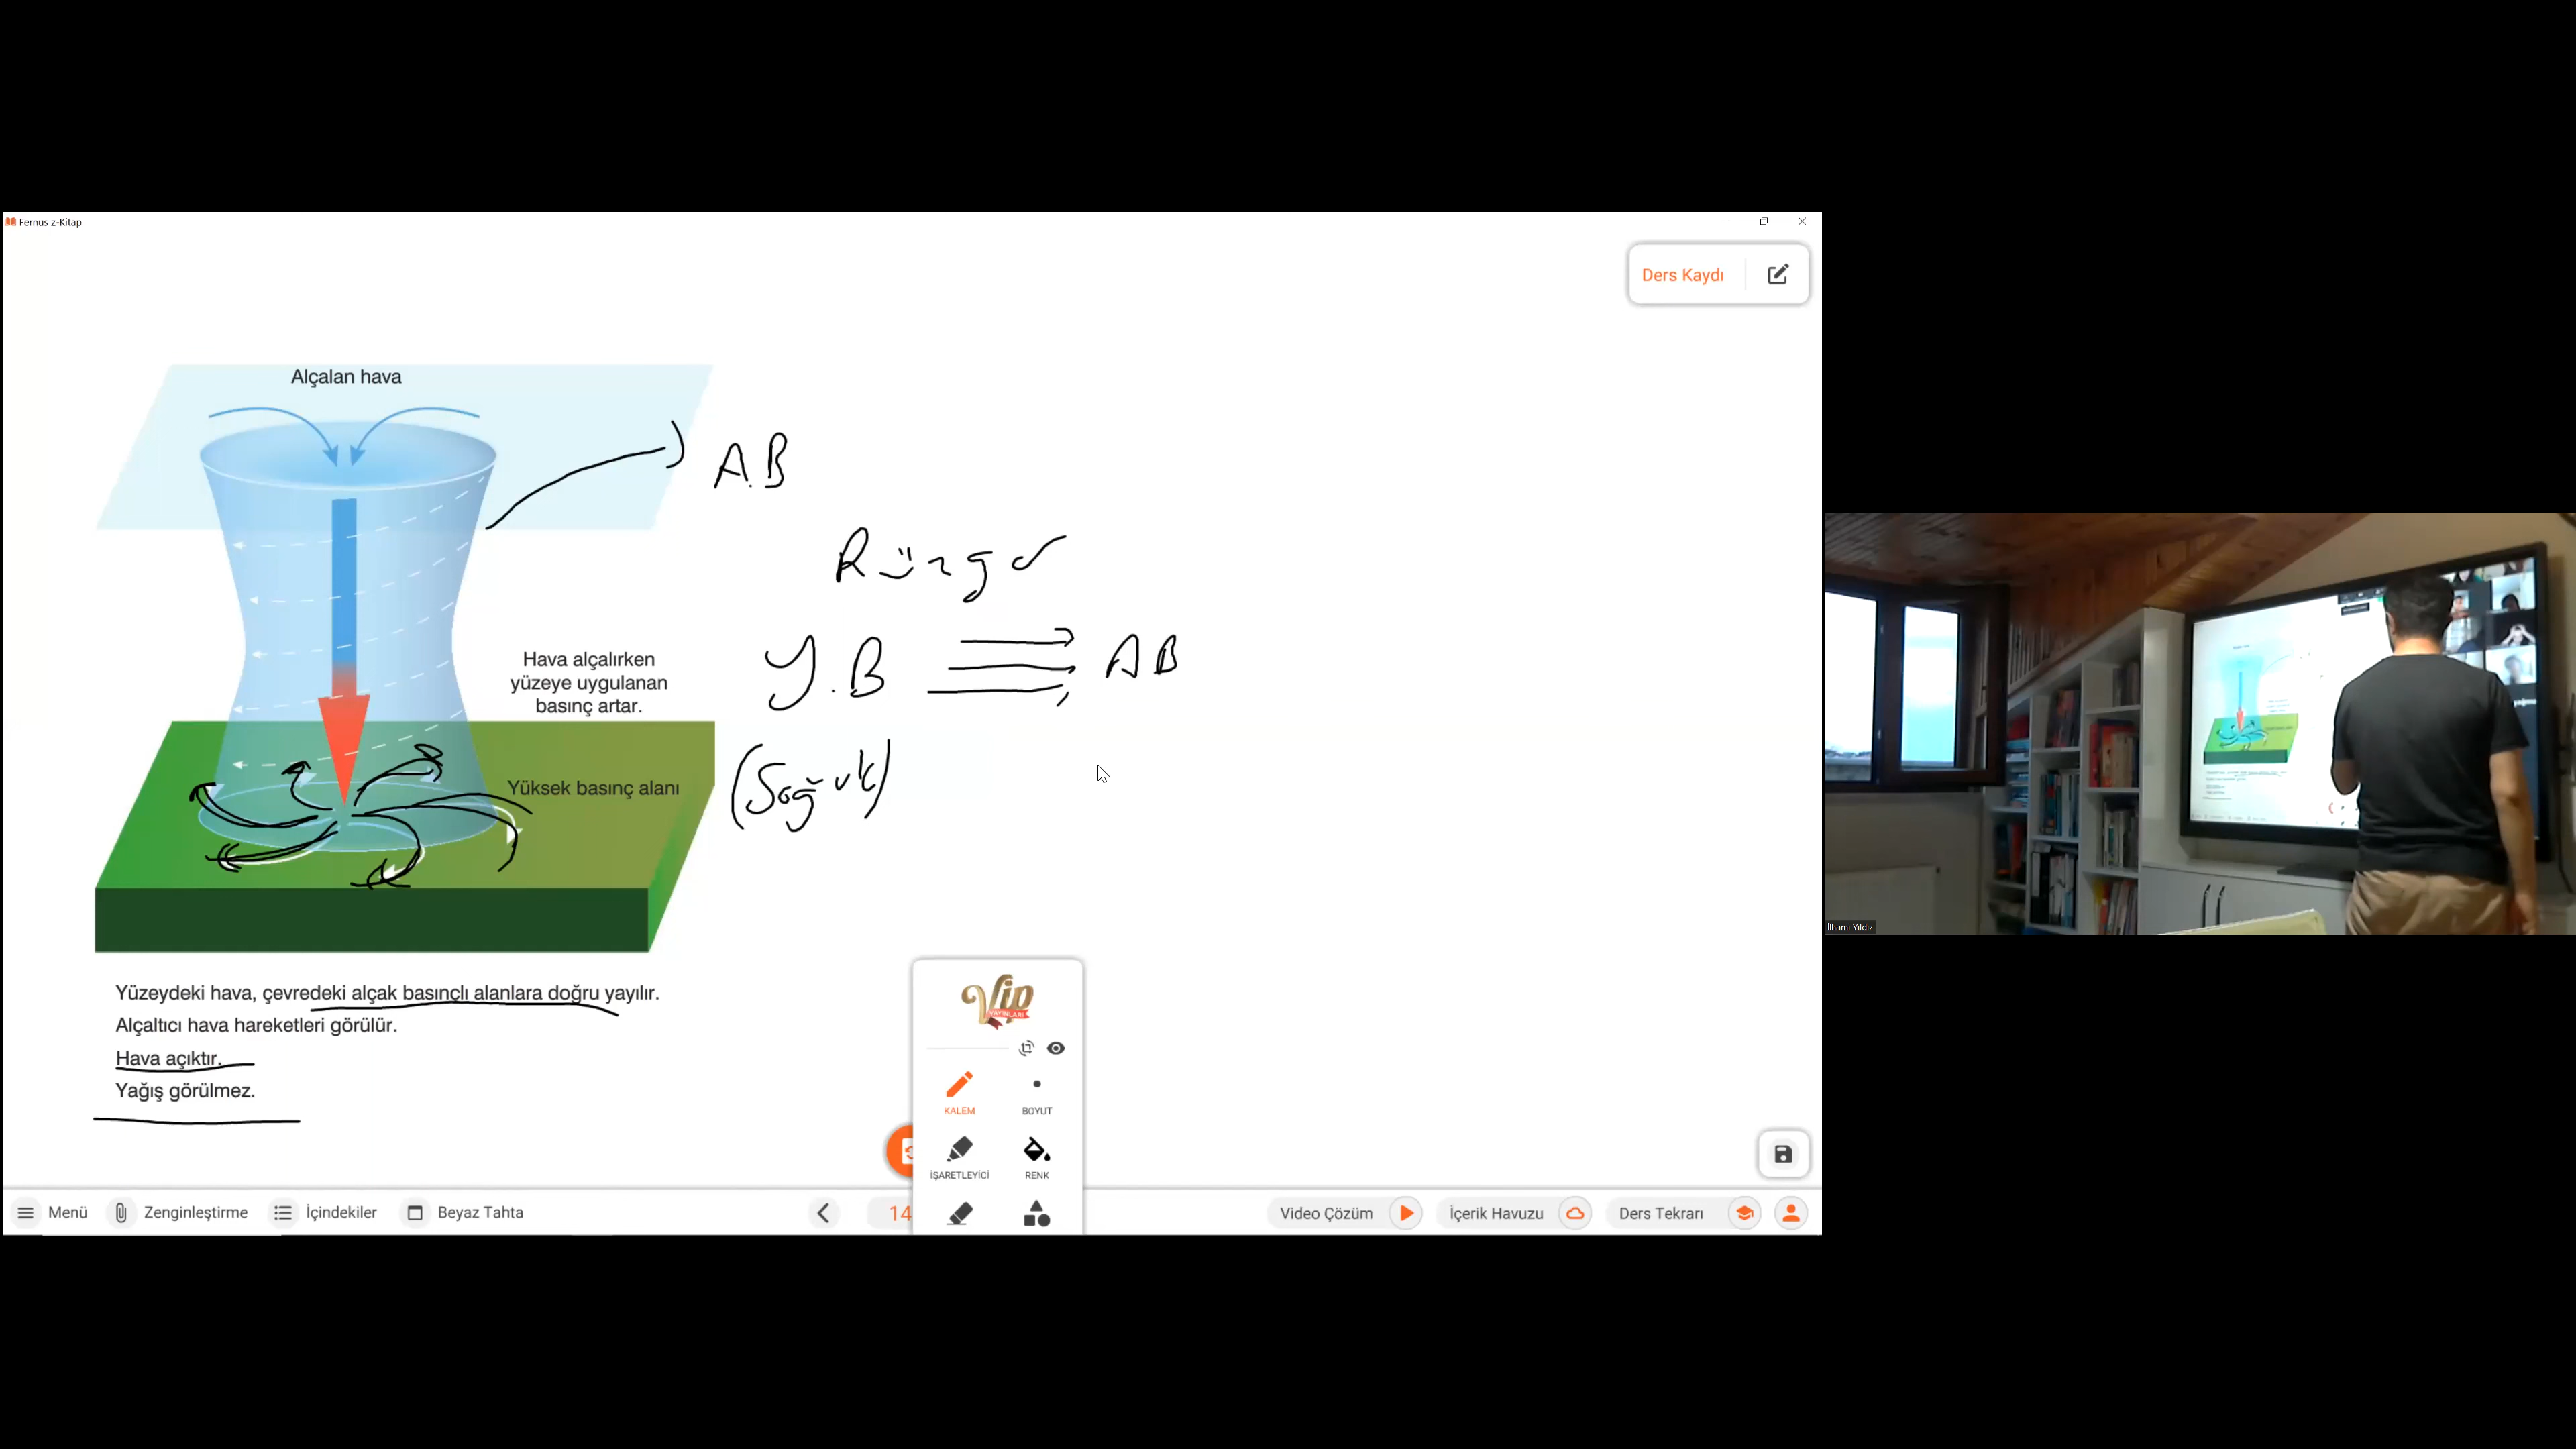 Fernus z-Kitap
Ders Kaydı
Alçalan hava
A.B
Rüzgar
Y.B
AB
Hava alçalırken
yüzeye uygulanan
basınç artar.
Yüksek basınç alanı
(Soğuk)
Yüzeydeki hava, çevredeki alçak basınçlı alanlara doğru yayılır.
Alçaltıcı hava hareketleri görülür.
Hava açıktır.
Yağış görülmez.
Vip
YAYINLARI
KALEM
BOYUT
İŞARETLEYİCİ
RENK
Menü
Zenginleştirme
İçindekiler
Beyaz Tahta
14
Video Çözüm
İçerik Havuzu
Ders Tekrarı
İlhami Yıldız